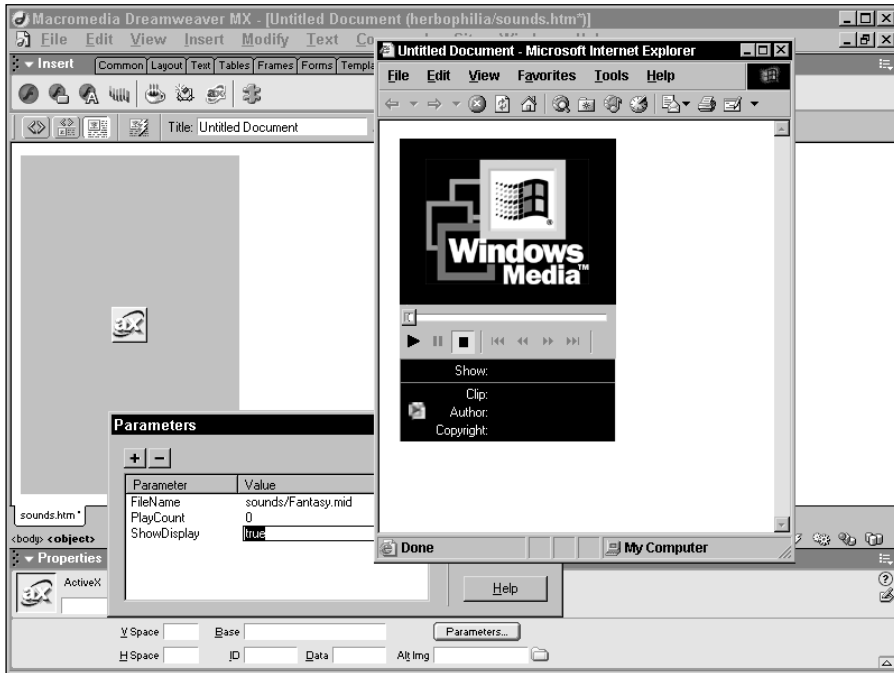 Macromedia Dreamweaver MX - [Untitled Document (herbophilia/sounds.htm*)]
File Edit View Insert Modify Text
Insert Common Layout Text Tables Frames Forms
Title: Untitled Document
Untitled Document - Microsoft Internet Explorer
File Edit View Favorites Tools Help
Windows
Media™
Show:
Clip:
Author:
Copyright:
Done My Computer
Parameters
+ -
Parameter Value
FileName sounds/Fantasy.mid
PlayCount 0
ShowDisplay true
Help
sounds.htm*
<body> <object>
Properties
ActiveX
V Space Base Parameters...
H Space ID Data Alt Img